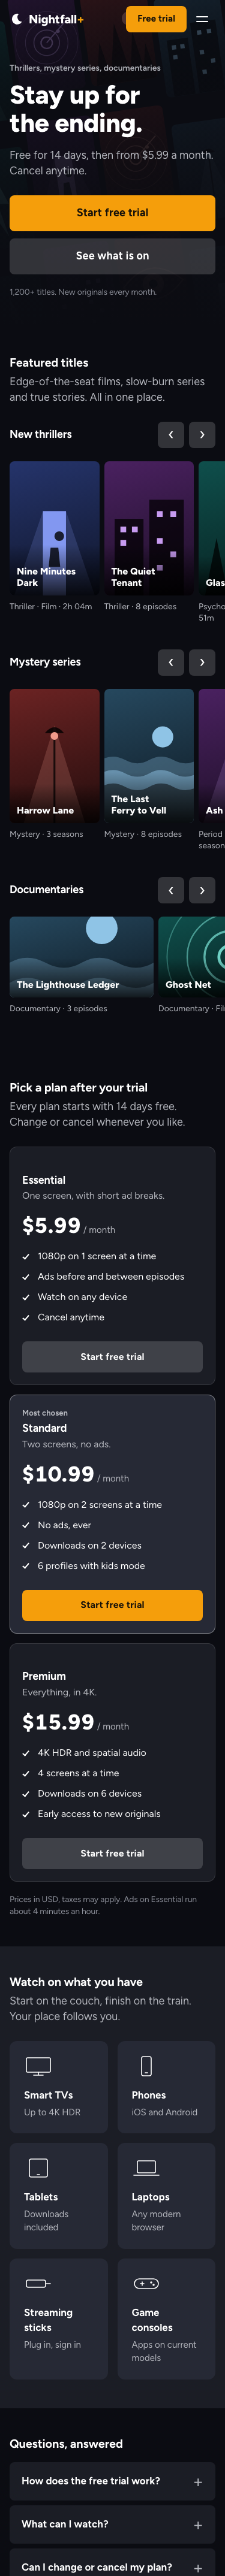 Nightfall+
Free trial
Thrillers, mystery series, documentaries
Stay up for
the ending.
Free for 14 days, then from $5.99 a month.
Cancel anytime.
Start free trial
See what is on
1,200+ titles. New originals every month.
Featured titles
Edge-of-the-seat films, slow-burn series
and true stories. All in one place.
New thrillers
Nine Minutes
Dark
The Quiet
Tenant
Glas
Thriller · Film · 2h 04m
Thriller · 8 episodes
Psycho
51m
Mystery series
Harrow Lane
The Last
Ferry to Vell
Ash
Mystery · 3 seasons
Mystery · 8 episodes
Period
season
Documentaries
The Lighthouse Ledger
Ghost Net
Documentary · 3 episodes
Documentary · Fil
Pick a plan after your trial
Every plan starts with 14 days free.
Change or cancel whenever you like.
Essential
One screen, with short ad breaks.
$5.99 / month
1080p on 1 screen at a time
Ads before and between episodes
Watch on any device
Cancel anytime
Start free trial
Most chosen
Standard
Two screens, no ads.
$10.99 / month
1080p on 2 screens at a time
No ads, ever
Downloads on 2 devices
6 profiles with kids mode
Start free trial
Premium
Everything, in 4K.
$15.99 / month
4K HDR and spatial audio
4 screens at a time
Downloads on 6 devices
Early access to new originals
Start free trial
Prices in USD, taxes may apply. Ads on Essential run
about 4 minutes an hour.
Watch on what you have
Start on the couch, finish on the train.
Your place follows you.
Smart TVs
Up to 4K HDR
Phones
iOS and Android
Tablets
Downloads
included
Laptops
Any modern
browser
Streaming
sticks
Plug in, sign in
Game
consoles
Apps on current
models
Questions, answered
How does the free trial work?
What can I watch?
Can I change or cancel my plan?